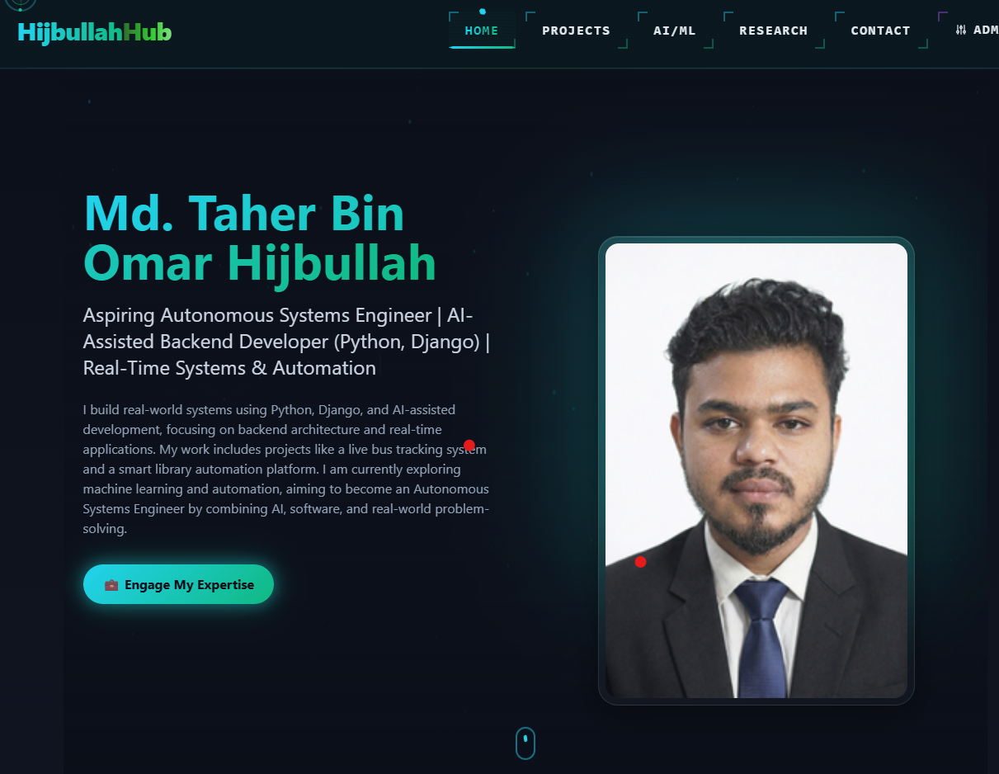 HijbullahHub
HOME
PROJECTS
AI/ML
RESEARCH
CONTACT
ADM
Md. Taher Bin
Omar Hijbullah
Aspiring Autonomous Systems Engineer | AI-
Assisted Backend Developer (Python, Django) |
Real-Time Systems & Automation
I build real-world systems using Python, Django, and AI-assisted
development, focusing on backend architecture and real-time
applications. My work includes projects like a live bus tracking system
and a smart library automation platform. I am currently exploring
machine learning and automation, aiming to become an Autonomous
Systems Engineer by combining AI, software, and real-world problem-
solving.
Engage My Expertise